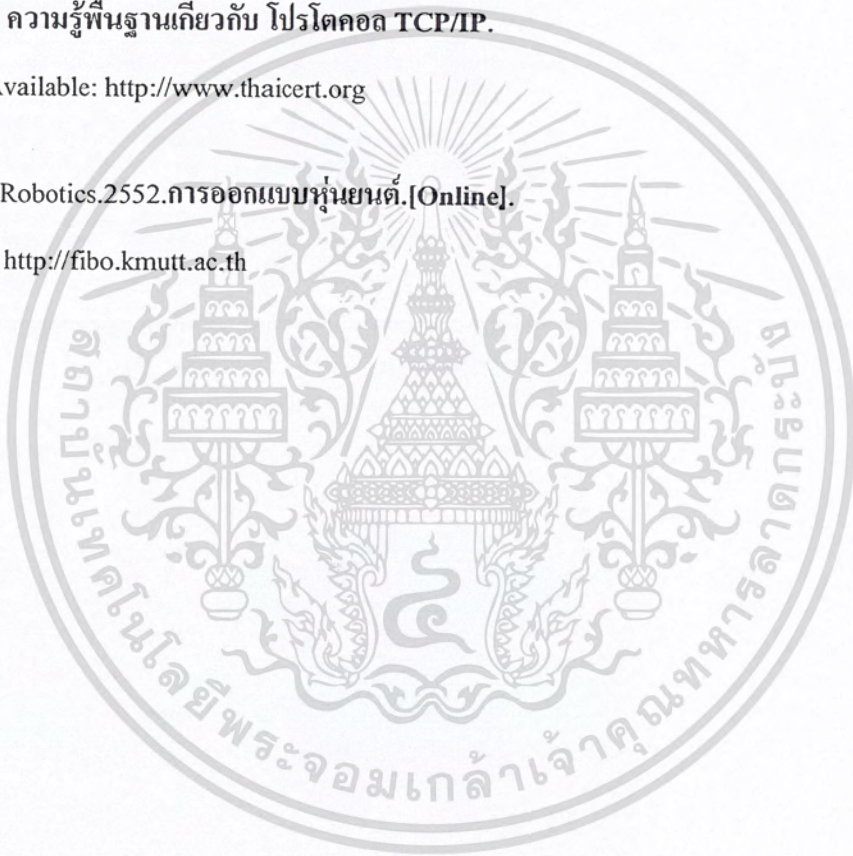 ความรู้พื้นฐานเกี่ยวกับ โปรโตคอล TCP/IP.
vailable: http://www.thaicert.org
Robotics.2552.การออกแบบหุ่นยนต์.[Online].
http://fibo.kmutt.ac.th
สถาบันเทคโนโลยีพระจอมเกล้าเจ้าคุณทหารลาดกระบัง
๔